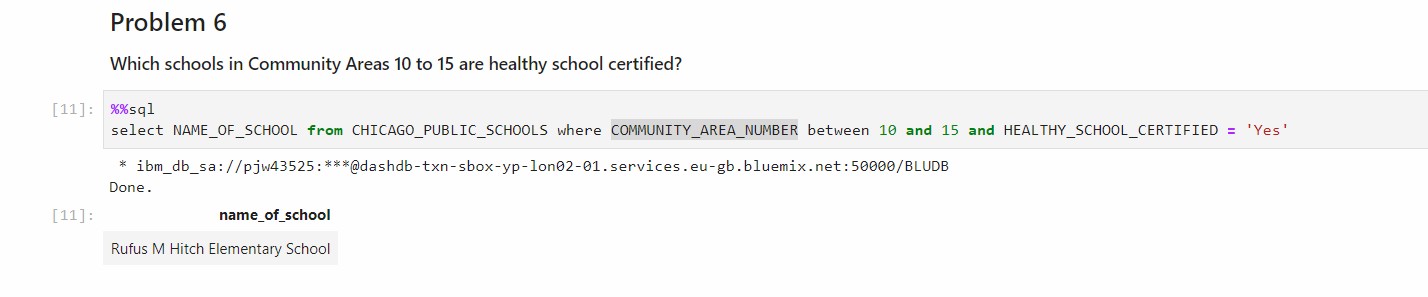 Problem 6
Which schools in Community Areas 10 to 15 are healthy school certified?
[11]: %%sql
select NAME_OF_SCHOOL from CHICAGO_PUBLIC_SCHOOLS where COMMUNITY_AREA_NUMBER between 10 and 15 and HEALTHY_SCHOOL_CERTIFIED = 'Yes'
* ibm_db_sa://pjw43525:***@dashdb-txn-sbox-yp-lon02-01.services.eu-gb.bluemix.net:50000/BLUDB
Done.
[11]: name_of_school
Rufus M Hitch Elementary School